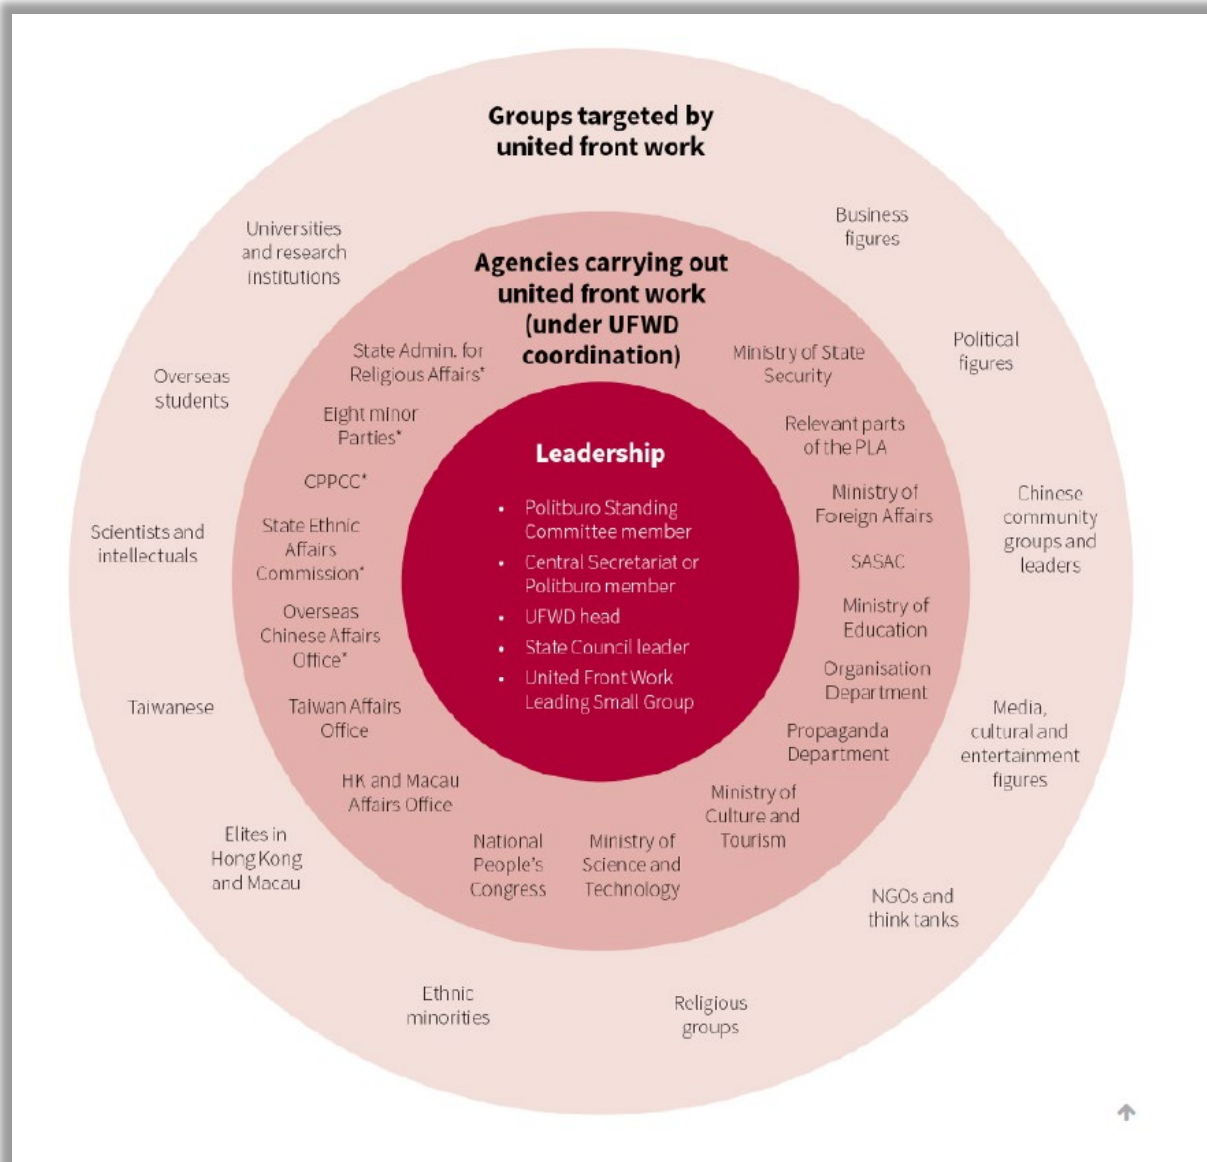 Groups targeted by
united front work
Business
figures
Universities
and research
institutions
Agencies carrying out
united front work
(under UFWD
coordination)
Political
figures
State Admin. for
Religious Affairs*
Ministry of State
Security
Overseas
students
Eight minor
Parties*
Relevant parts
of the PLA
Leadership
CPPCC*
Ministry of
Foreign Affairs
Chinese
community
groups and
leaders
• Politburo Standing
Committee member
• Central Secretariat or
Politburo member
• UFWD head
• State Council leader
• United Front Work
Leading Small Group
Scientists and
intellectuals
State Ethnic
Affairs
Commission*
SASAC
Overseas
Chinese Affairs
Office*
Ministry of
Education
Organisation
Department
Taiwanese
Taiwan Affairs
Office
Propaganda
Department
Media,
cultural and
entertainment
figures
HK and Macau
Affairs Office
Ministry of
Culture and
Tourism
Elites in
Hong Kong
and Macau
National
People's
Congress
Ministry of
Science and
Technology
NGOs and
think tanks
Ethnic
minorities
Religious
groups